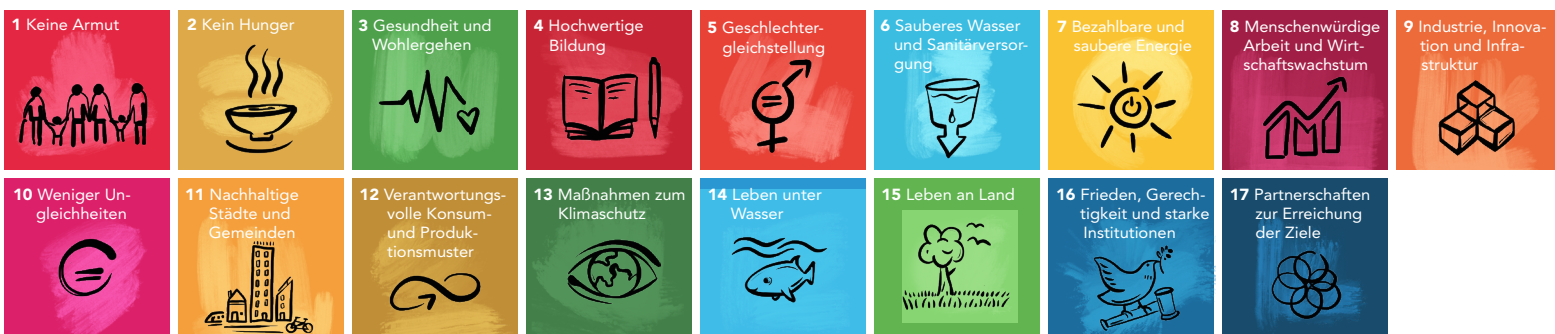 1 Keine Armut
2 Kein Hunger
3 Gesundheit und
Wohlergehen
4 Hochwertige
Bildung
5 Geschlechter-
gleichstellung
6 Sauberes Wasser
und Sanitärversor-
gung
7 Bezahlbare und
saubere Energie
8 Menschenwürdige
Arbeit und Wirt-
schaftswachstum
9 Industrie, Innova-
tion und Infra-
struktur
10 Weniger Un-
gleichheiten
11 Nachhaltige
Städte und
Gemeinden
12 Verantwortungs-
volle Konsum-
und Produk-
tionsmuster
13 Maßnahmen zum
Klimaschutz
14 Leben unter
Wasser
15 Leben an Land
16 Frieden, Gerech-
tigkeit und starke
Institutionen
17 Partnerschaften
zur Erreichung
der Ziele